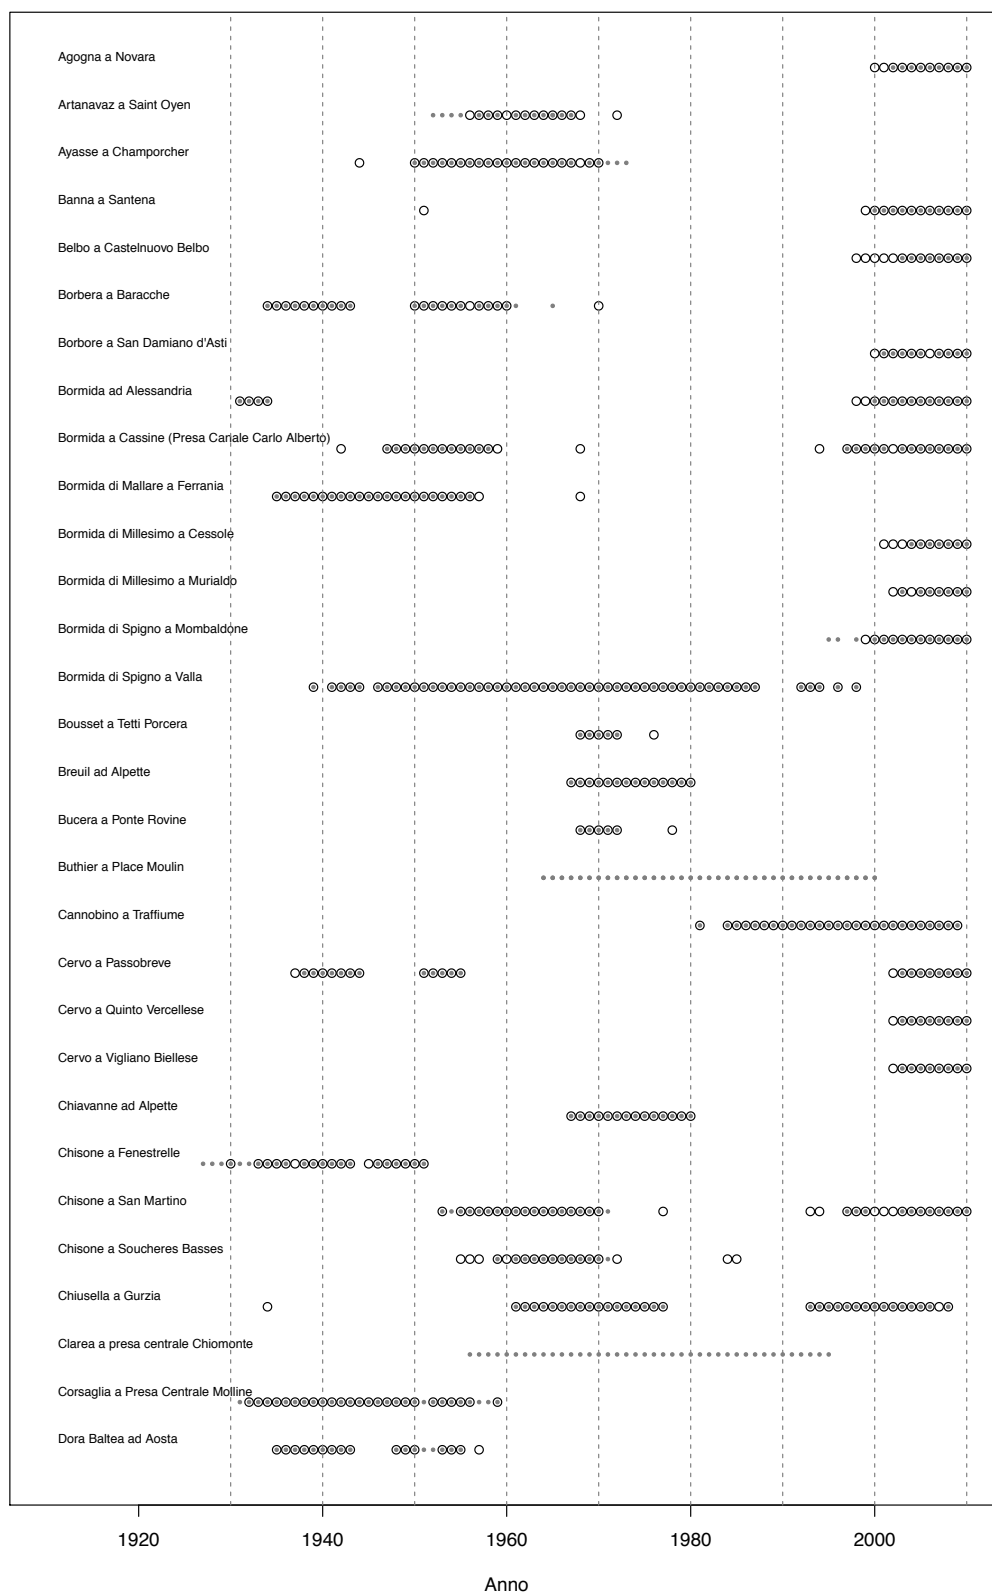 Agogna a Novara
Artanavaz a Saint Oyen
Ayasse a Champorcher
Banna a Santena
Belbo a Castelnuovo Belbo
Borbera a Baracche
Borbore a San Damiano d'Asti
Bormida ad Alessandria
Bormida a Cassine (Presa Canale Carlo Alberto)
Bormida di Mallare a Ferrania
Bormida di Millesimo a Cessole
Bormida di Millesimo a Murialdo
Bormida di Spigno a Mombaldone
Bormida di Spigno a Valla
Bousset a Tetti Porcera
Breuil ad Alpette
Bucera a Ponte Rovine
Buthier a Place Moulin
Cannobino a Traffiume
Cervo a Passobreve
Cervo a Quinto Vercellese
Cervo a Vigliano Biellese
Chiavanne ad Alpette
Chisone a Fenestrelle
Chisone a San Martino
Chisone a Soucheres Basses
Chiusella a Gurzia
Clarea a presa centrale Chiomonte
Corsaglia a Presa Centrale Molline
Dora Baltea ad Aosta
1920 1940 1960 1980 2000
Anno